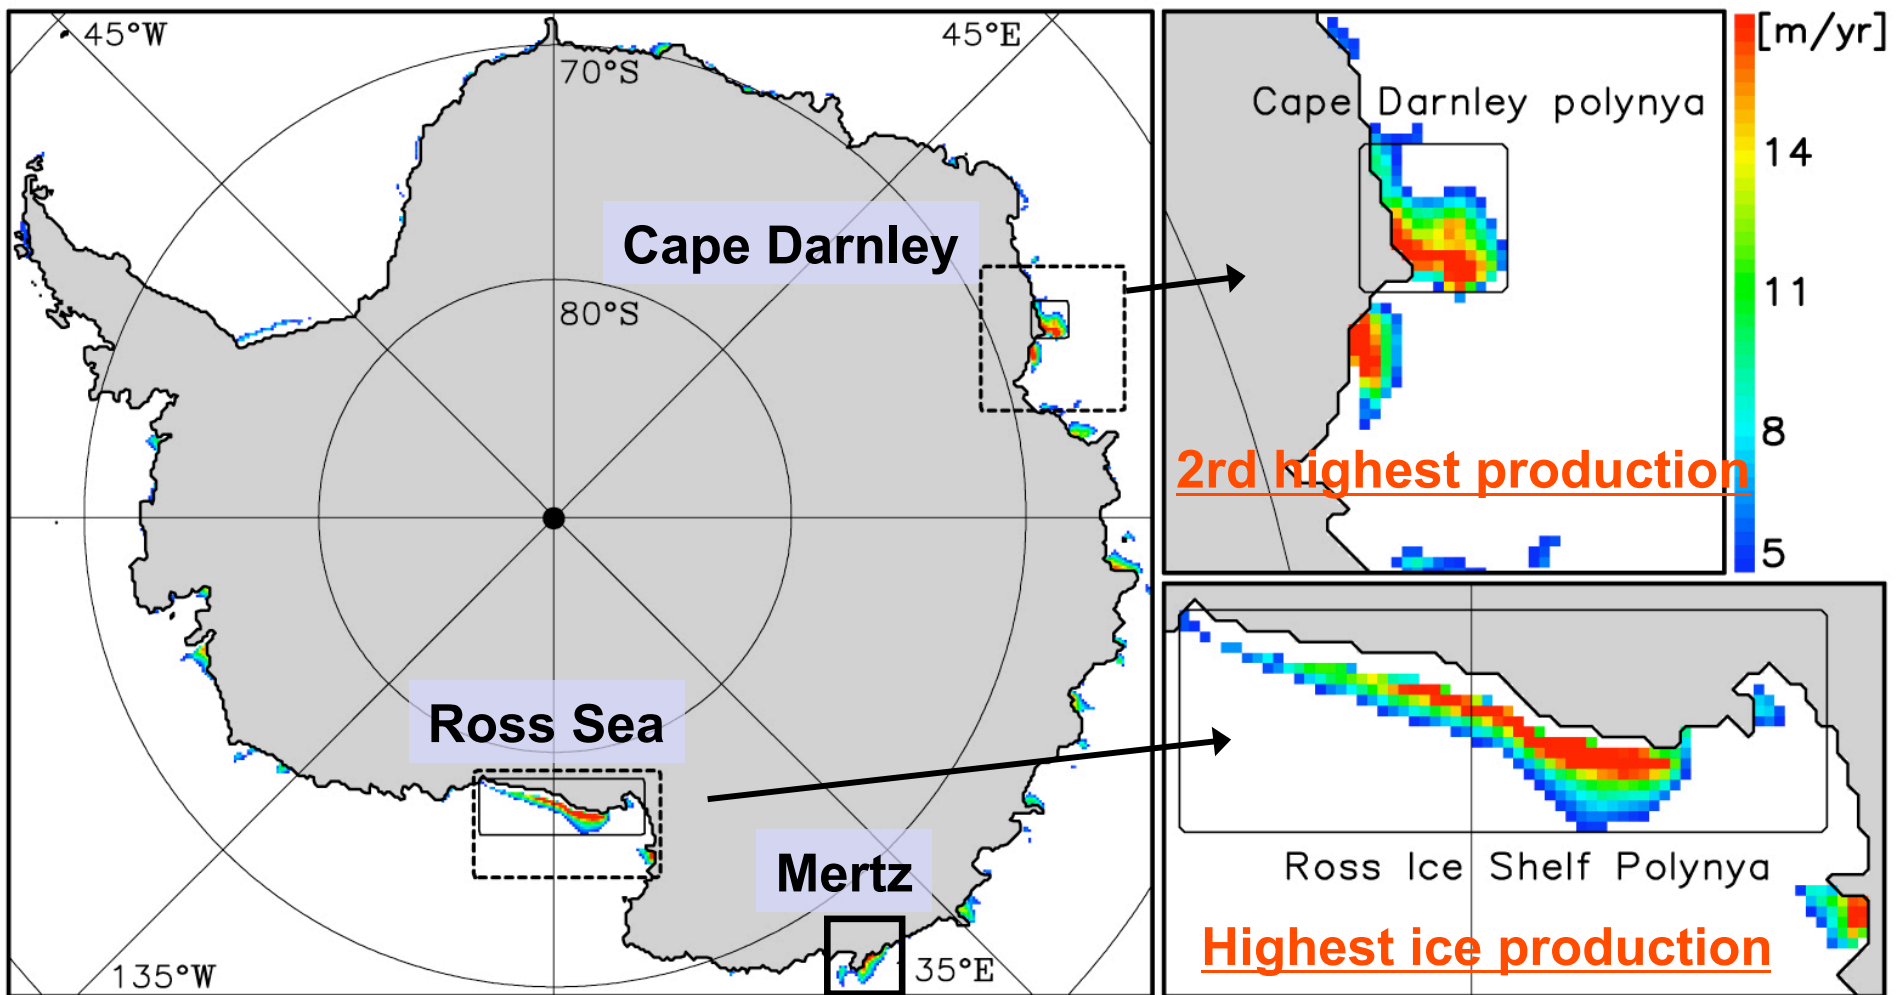 45°W
45°E
70°S
Cape Darnley
80°S
Ross Sea
Mertz
135°W
35°E
[m/yr]
Cape Darnley polynya
14
11
8
5
2rd highest production
Ross Ice Shelf Polynya
Highest ice production